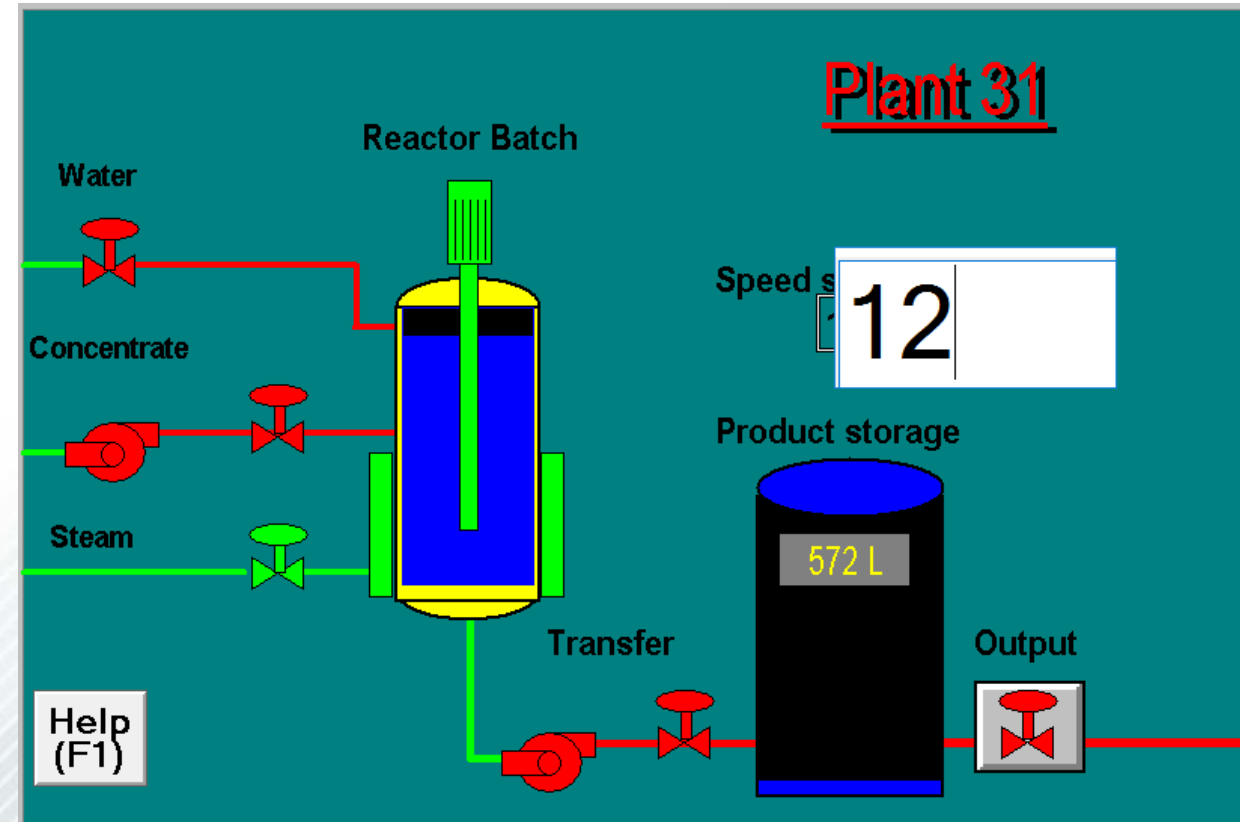 Plant 31
Reactor Batch
Water
Speed s
12
Concentrate
Product storage
Steam
572 L
Transfer
Output
Help
(F1)